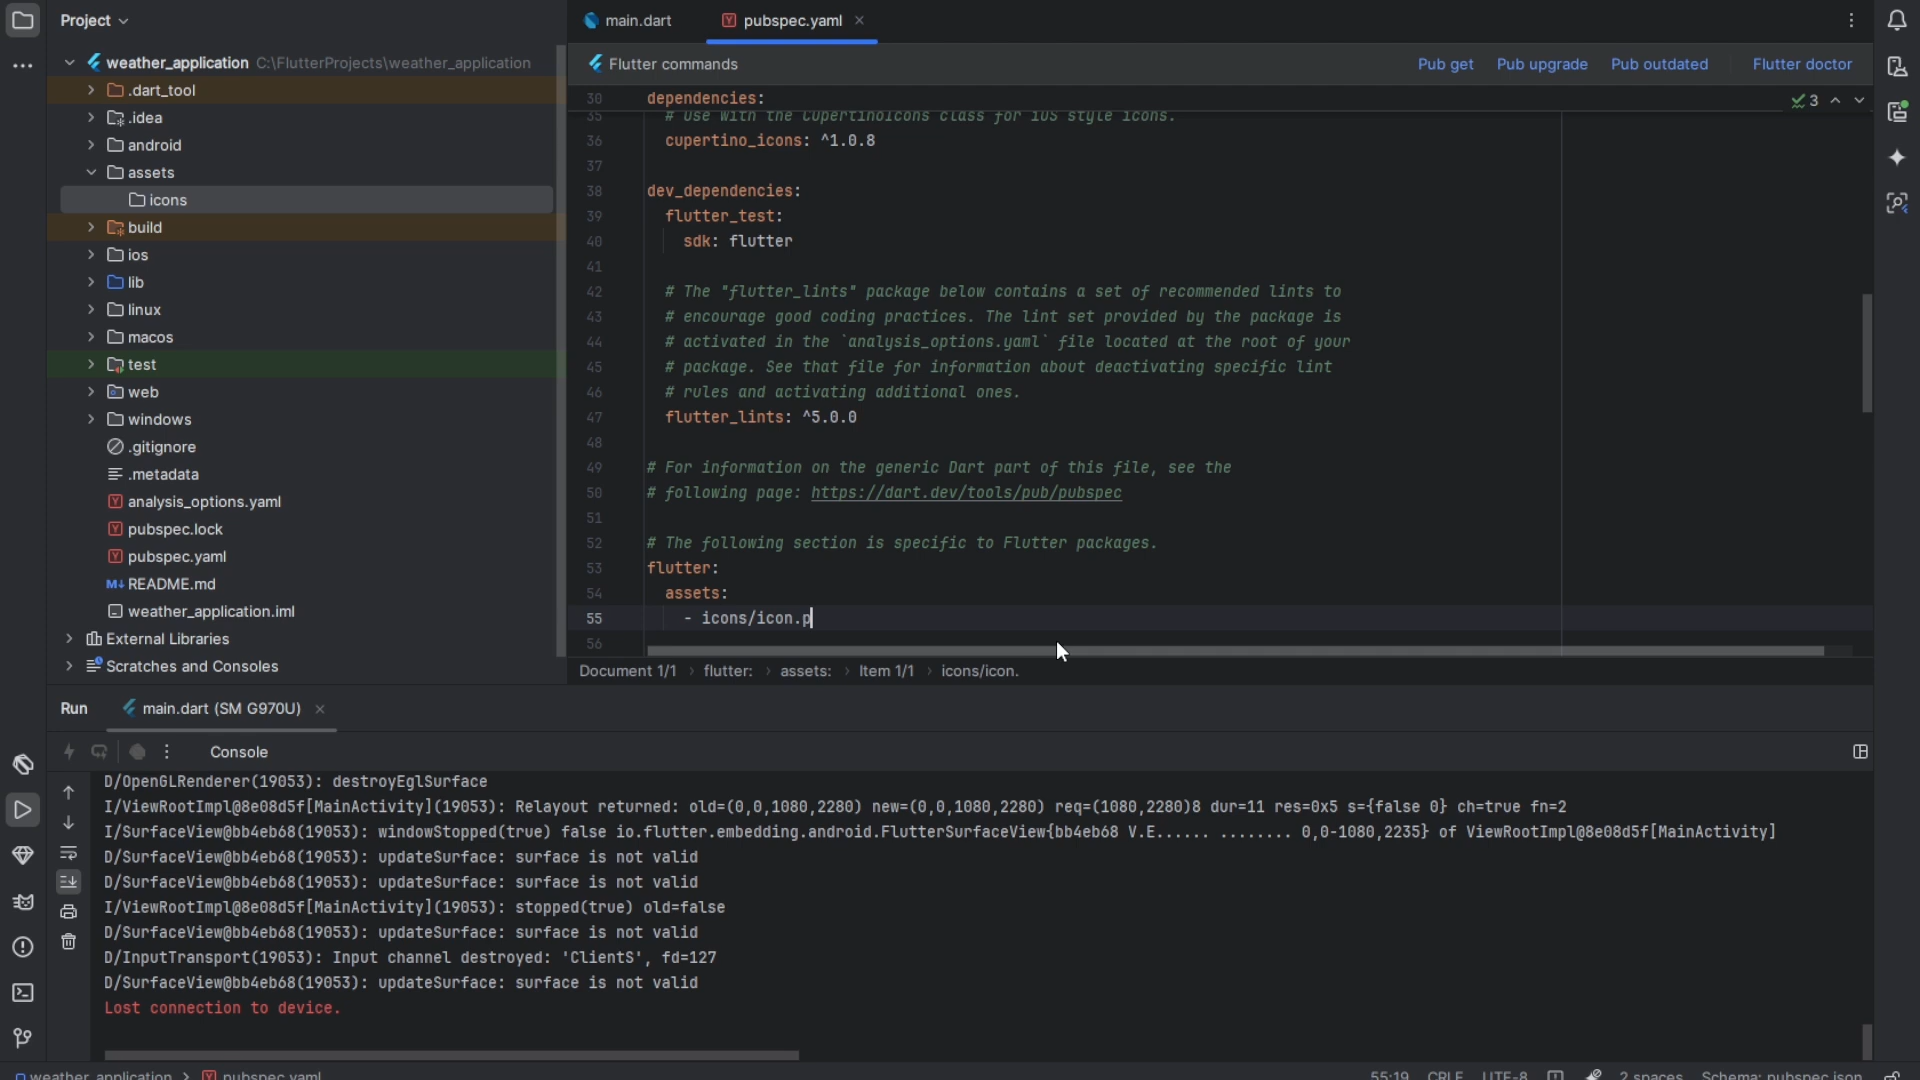 Project
weather_application C:\FlutterProjects\weather_application
.dart_tool
.idea
android
assets
icons
build
ios
lib
linux
macos
test
web
windows
.gitignore
.metadata
analysis_options.yaml
pubspec.lock
pubspec.yaml
README.md
weather_application.iml
External Libraries
Scratches and Consoles
main.dart pubspec.yaml
Flutter commands Pub get Pub upgrade Pub outdated Flutter doctor
30 dependencies: 3
35 # Use with the CupertinoIcons class for iOS style icons.
36 cupertino_icons: ^1.0.8
37
38 dev_dependencies:
39 flutter_test:
40 sdk: flutter
41
42 # The "flutter_lints" package below contains a set of recommended lints to
43 # encourage good coding practices. The lint set provided by the package is
44 # activated in the `analysis_options.yaml` file located at the root of your
45 # package. See that file for information about deactivating specific lint
46 # rules and activating additional ones.
47 flutter_lints: ^5.0.0
48
49 # For information on the generic Dart part of this file, see the
50 # following page: https://dart.dev/tools/pub/pubspec
51
52 # The following section is specific to Flutter packages.
53 flutter:
54 assets:
55 - icons/icon.p
56
Document 1/1 › flutter: › assets: › Item 1/1 › icons/icon.
Run main.dart (SM G970U)
Console
D/OpenGLRenderer(19053): destroyEglSurface
I/ViewRootImpl@8e08d5f[MainActivity](19053): Relayout returned: old=(0,0,1080,2280) new=(0,0,1080,2280) req=(1080,2280)8 dur=11 res=0x5 s={false 0} ch=true fn=2
I/SurfaceView@bb4eb68(19053): windowStopped(true) false io.flutter.embedding.android.FlutterSurfaceView{bb4eb68 V.E...... ........ 0,0-1080,2235} of ViewRootImpl@8e08d5f[MainActivity]
D/SurfaceView@bb4eb68(19053): updateSurface: surface is not valid
D/SurfaceView@bb4eb68(19053): updateSurface: surface is not valid
I/ViewRootImpl@8e08d5f[MainActivity](19053): stopped(true) old=false
D/SurfaceView@bb4eb68(19053): updateSurface: surface is not valid
D/InputTransport(19053): Input channel destroyed: 'ClientS', fd=127
D/SurfaceView@bb4eb68(19053): updateSurface: surface is not valid
Lost connection to device.
weather_application › pubspec.yaml 55:19 CRLF UTF-8 2 spaces Schema: pubspec.json